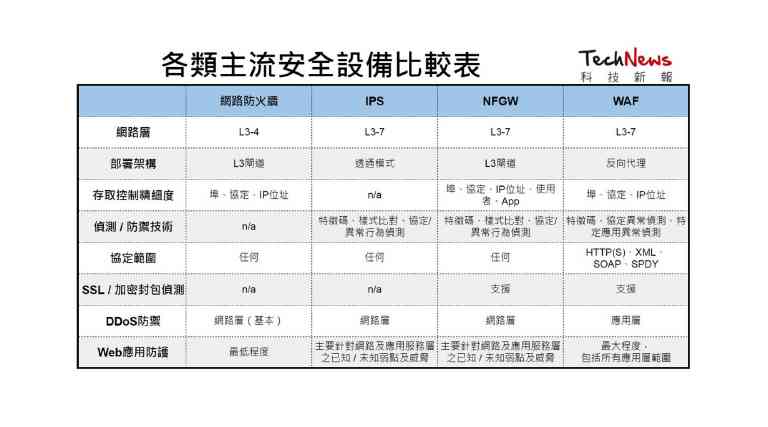 各類主流安全設備比較表
TechNews
科技新報
網路防火牆 IPS NFGW WAF
網路層 L3-4 L3-7 L3-7 L3-7
部署架構 L3閘道 透通模式 L3閘道 反向代理
存取控制精細度 埠、協定、IP位址 n/a 埠、協定、IP位址、使用
者、App 埠、協定、IP位址
偵測 / 防禦技術 n/a 特徵碼、樣式比對、協定/
異常行為偵測 特徵碼、樣式比對、協定/
異常行為偵測 特徵碼、協定異常偵測、特
定應用異常偵測
協定範圍 任何 任何 任何 HTTP(S)、XML、
SOAP、SPDY
SSL / 加密封包偵測 n/a n/a 支援 支援
DDoS防禦 網路層（基本） 網路層 網路層 應用層
Web應用防護 最低程度 主要針對網路及應用服務層
之已知 / 未知弱點及威脅 主要針對網路及應用服務層
之已知 / 未知弱點及威脅 最大程度，
包括所有應用層範圍